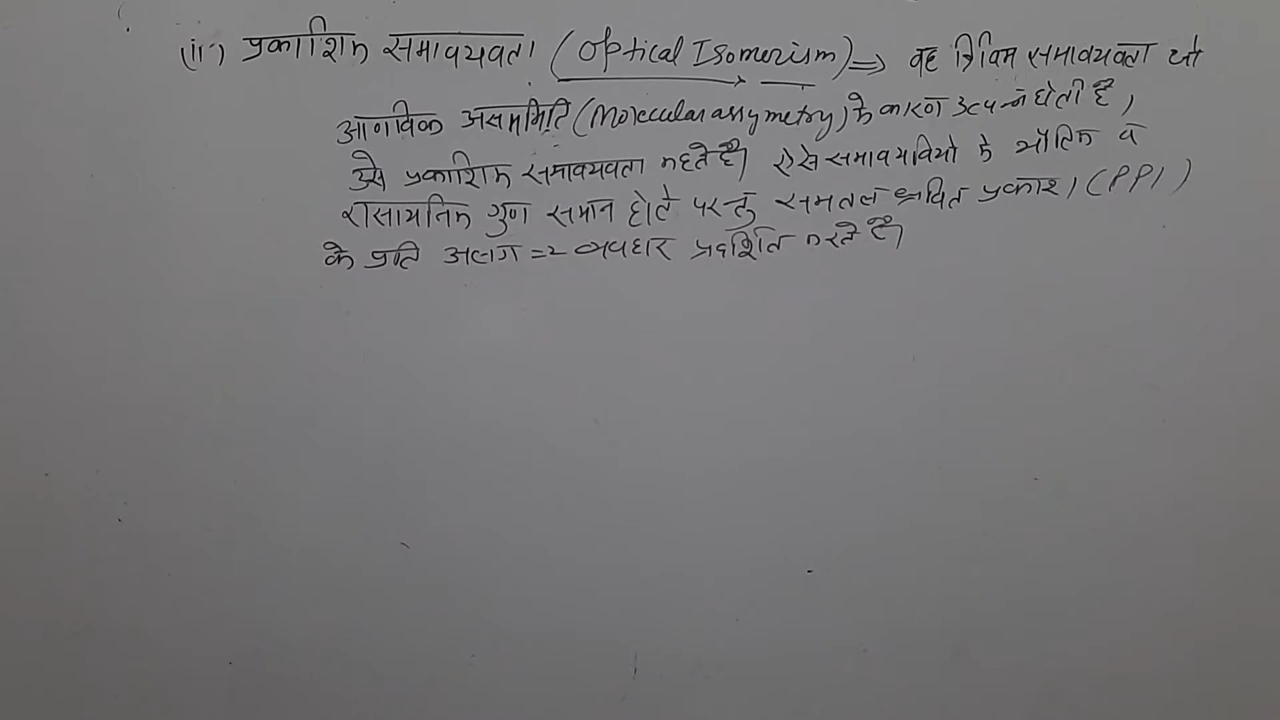 (ii) प्रकाशिक समावयवता (Optical Isomerism) ⇒ वह त्रिविम समावयवता जो
आणविक असममिति (Molecular assymetry) के कारण उत्पन्न होती है,
उसे प्रकाशिक समावयवता कहते है। ऐसे समावयवियो के भौतिक व
रासायनिक गुण समान होते परन्तु समतल ध्रुवित प्रकाश। (PPl)
के प्रति अलग =2 व्यवहार प्रदर्शित करते है।